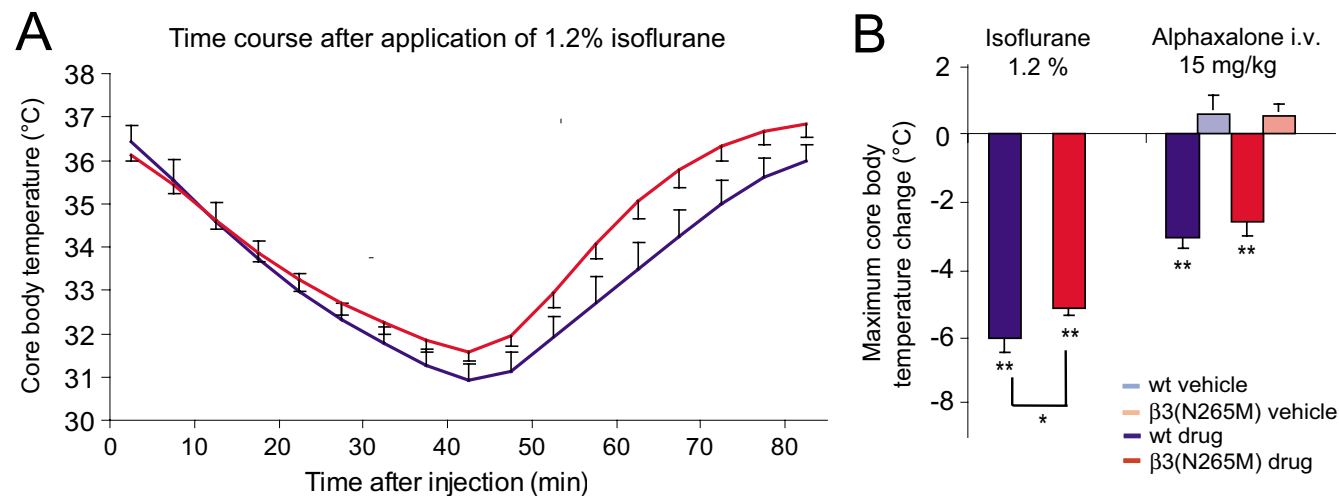 A
Time course after application of 1.2% isoflurane
Core body temperature (°C)
38
37
36
35
34
33
32
31
30
0 10 20 30 40 50 60 70 80
Time after injection (min)
B
Isoflurane
1.2 %
Alphaxalone i.v.
15 mg/kg
Maximum core body
temperature change (°C)
2
0
-2
-4
-6
-8
**
**
*
**
**
wt vehicle
β3(N265M) vehicle
wt drug
β3(N265M) drug